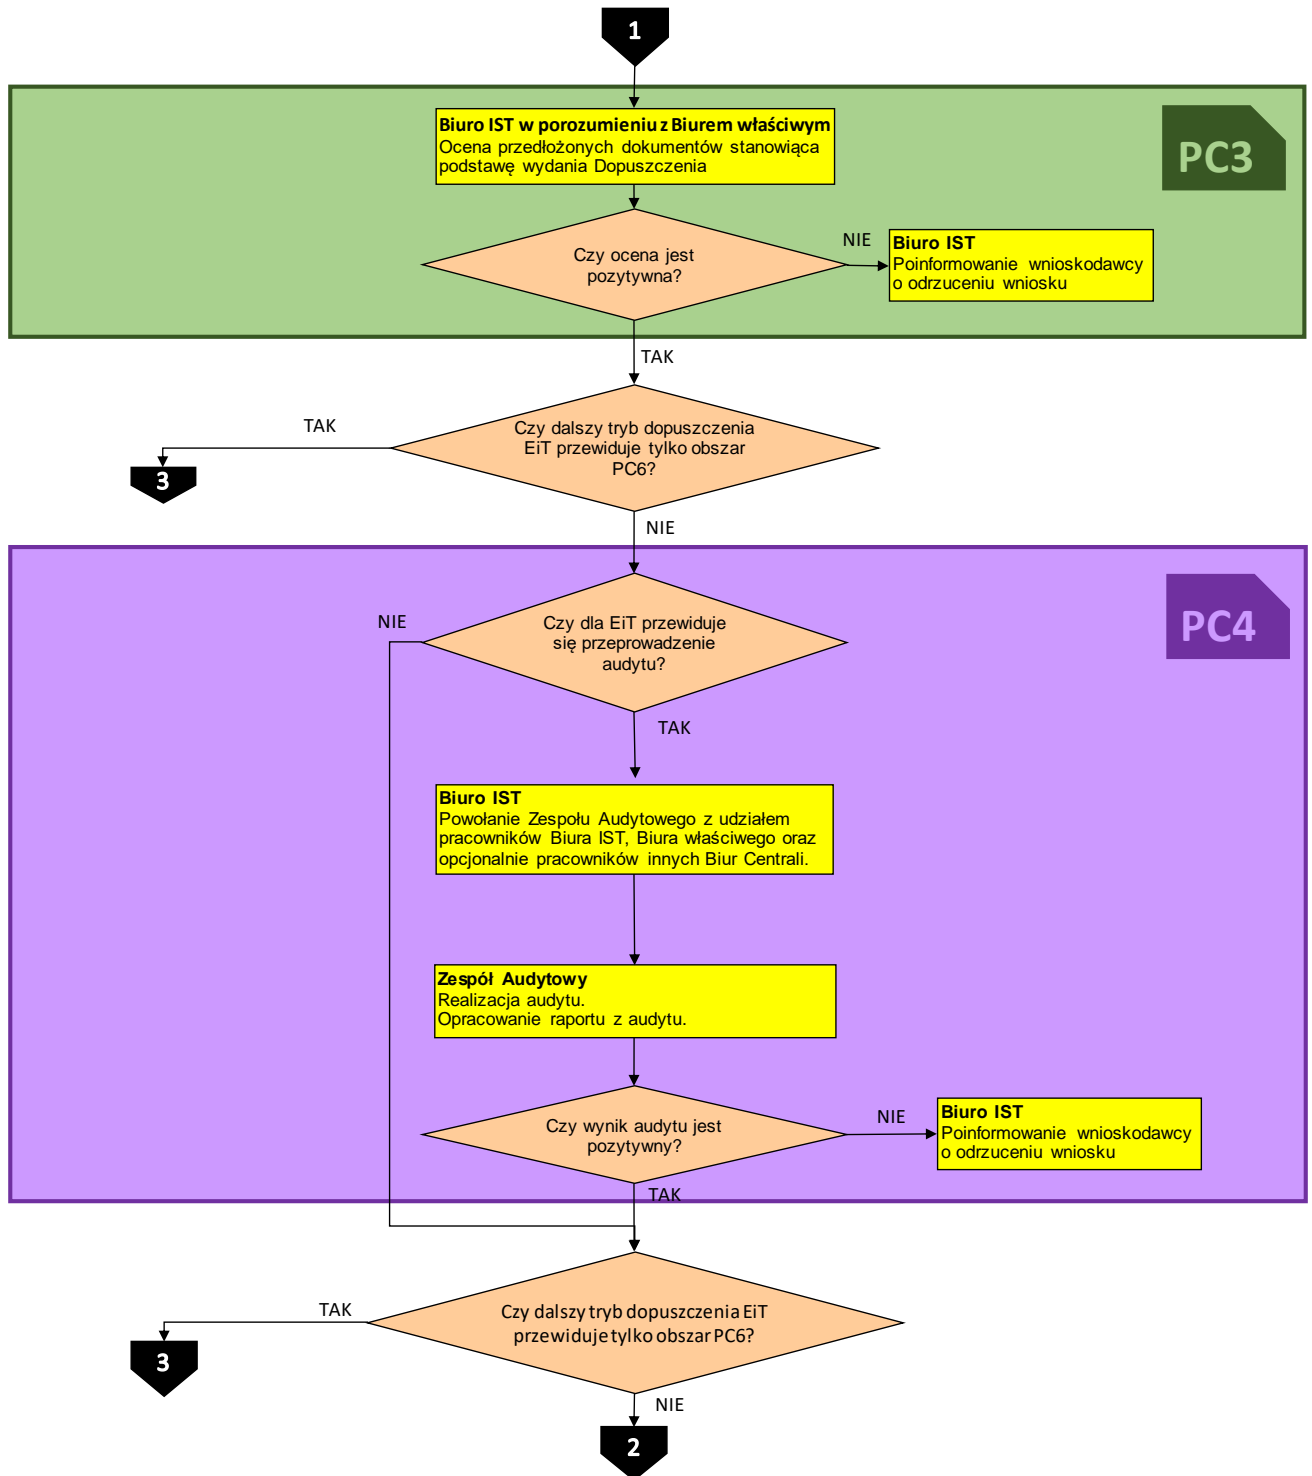 1
PC3
Biuro IST w porozumieniu z Biurem właściwym
Ocena przedłożonych dokumentów stanowiąca
podstawę wydania Dopuszczenia
Czy ocena jest
pozytywna?
NIE
Biuro IST
Poinformowanie wnioskodawcy
o odrzuceniu wniosku
TAK
Czy dalszy tryb dopuszczenia
EiT przewiduje tylko obszar
PC6?
TAK
3
NIE
PC4
Czy dla EiT przewiduje
się przeprowadzenie
audytu?
NIE
TAK
Biuro IST
Powołanie Zespołu Audytowego z udziałem
pracowników Biura IST, Biura właściwego oraz
opcjonalnie pracowników innych Biur Centrali.
Zespół Audytowy
Realizacja audytu.
Opracowanie raportu z audytu.
Czy wynik audytu jest
pozytywny?
NIE
Biuro IST
Poinformowanie wnioskodawcy
o odrzuceniu wniosku
TAK
Czy dalszy tryb dopuszczenia EiT
przewiduje tylko obszar PC6?
TAK
3
NIE
2